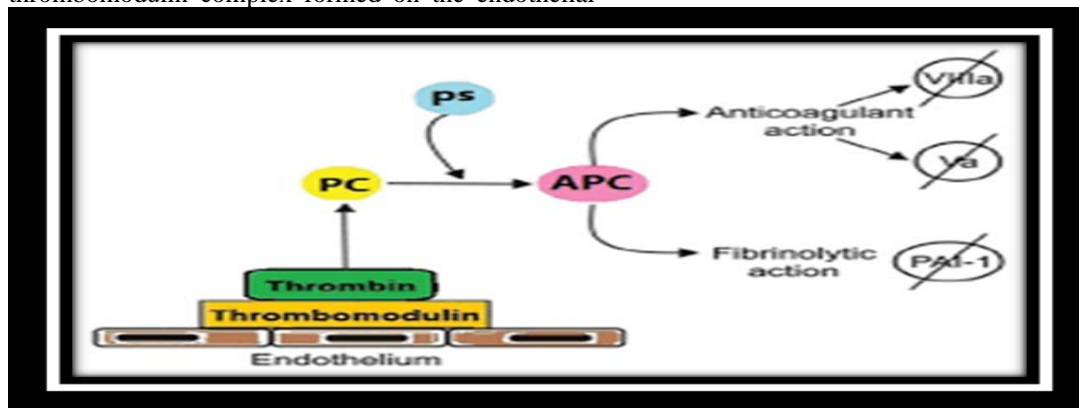 thrombomodulin complex formed on the endothelial
VIIIa
ps
Anticoagulant
action
Va
PC
APC
Fibrinolytic
action
PAI-1
Thrombin
Thrombomodulin
Endothelium